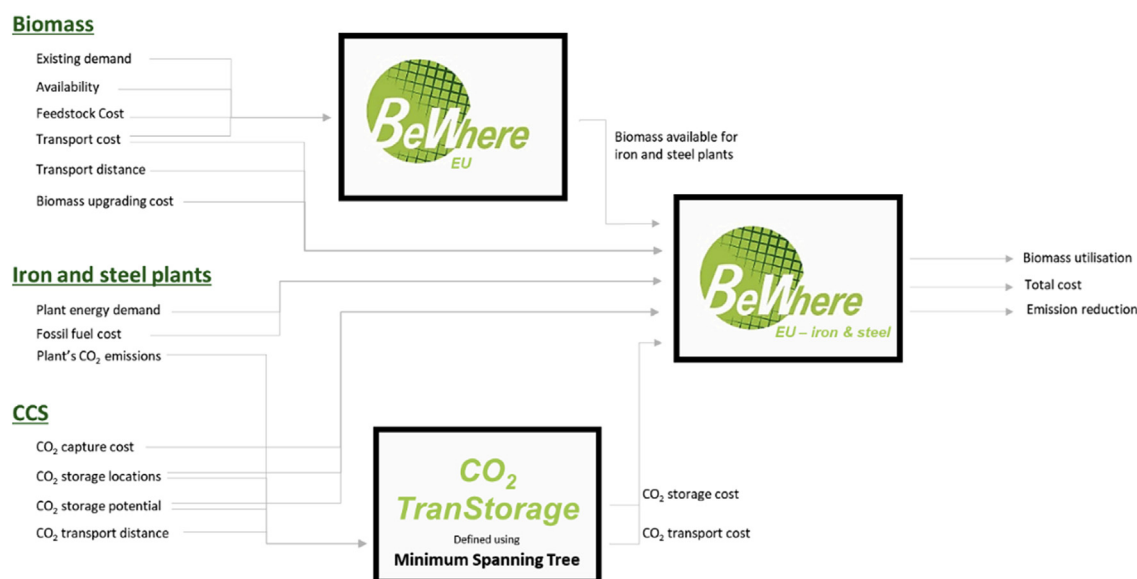 Biomass
Existing demand
Availability
Feedstock Cost
Transport cost
Transport distance
Biomass upgrading cost
BeWhere
EU
Biomass available for
iron and steel plants
Iron and steel plants
Plant energy demand
Fossil fuel cost
Plant's CO₂ emissions
BeWhere
EU – iron & steel
Biomass utilisation
Total cost
Emission reduction
CCS
CO₂ capture cost
CO₂ storage locations
CO₂ storage potential
CO₂ transport distance
CO₂
TranStorage
Defined using
Minimum Spanning Tree
CO₂ storage cost
CO₂ transport cost